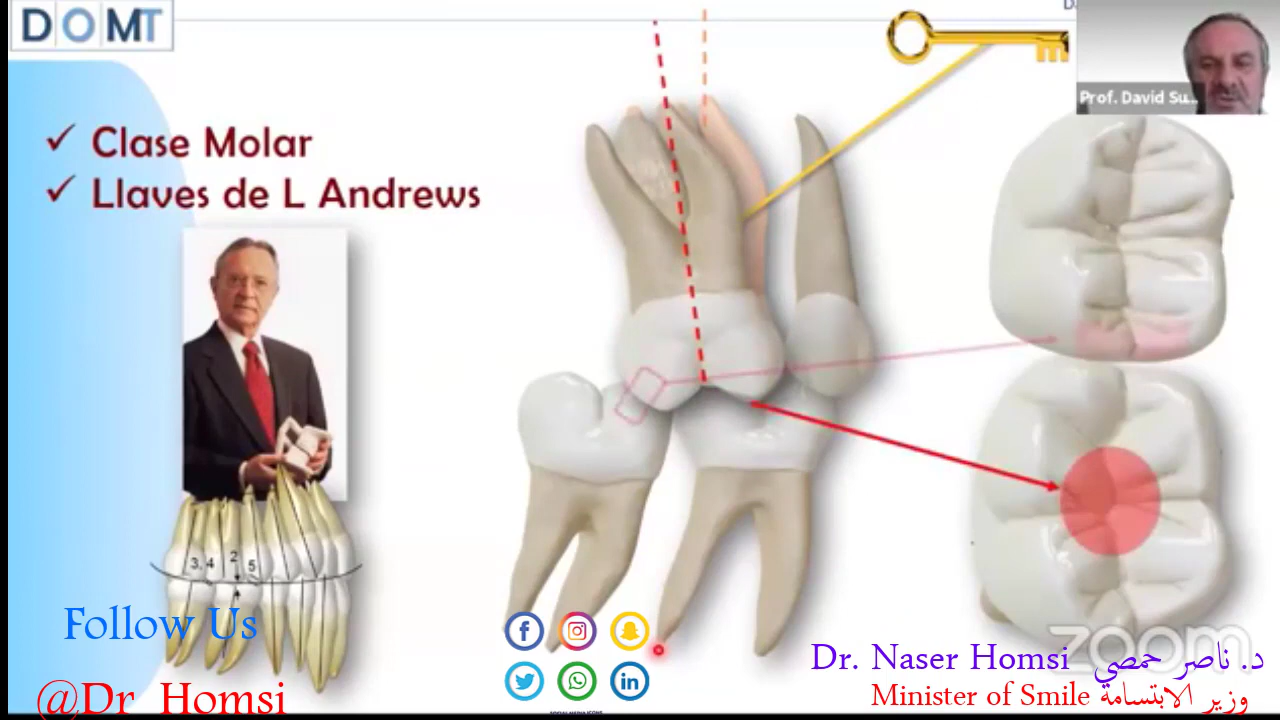 DOMT
Prof. David Su...
✓ Clase Molar
✓ Llaves de L Andrews
3, 4 2 5
Follow Us
@Dr_Homsi
zoom
Dr. Naser Homsi د. ناصر حمصي
Minister of Smile وزير الابتسامة